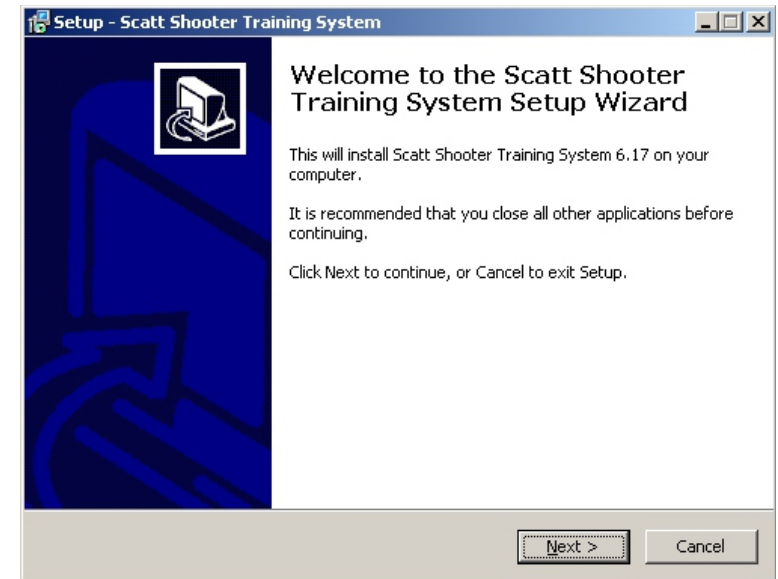 Setup - Scatt Shooter Training System
Welcome to the Scatt Shooter
Training System Setup Wizard
This will install Scatt Shooter Training System 6.17 on your
computer.
It is recommended that you close all other applications before
continuing.
Click Next to continue, or Cancel to exit Setup.
Next >
Cancel